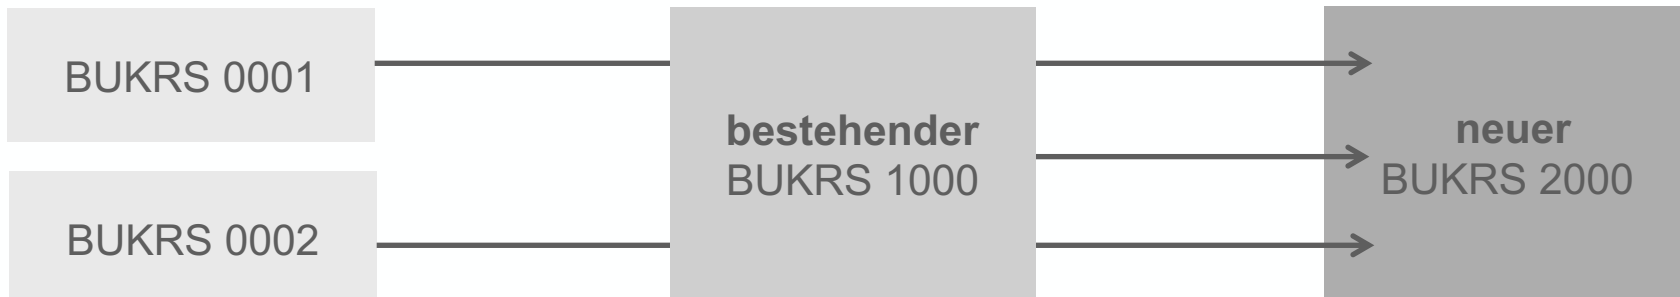 BUKRS 0001
BUKRS 0002
bestehender
BUKRS 1000
neuer
BUKRS 2000